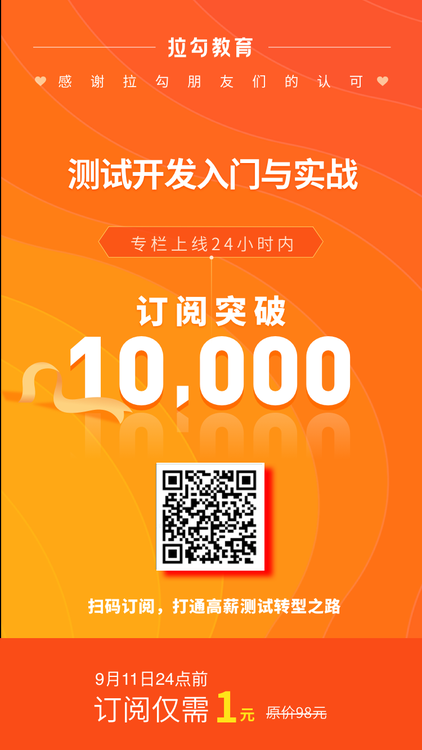 拉勾教育
感谢拉勾朋友们的认可
测试开发入门与实战
专栏上线24小时内
订阅突破
10,000
扫码订阅，打通高薪测试转型之路
9月11日24点前
订阅仅需1元 原价98元